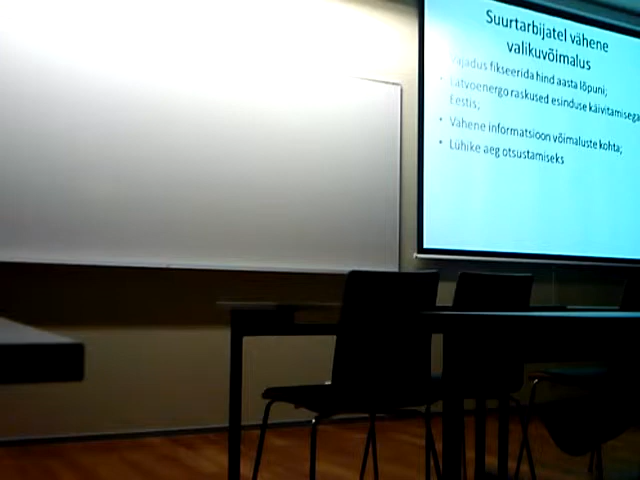 Suurtarbijatel vähene
valikuvõimalus
Vajadus fikseerida hind aasta lõpuni;
• Latvoenergo raskused esinduse käivitamisega
Eestis;
• Vähene informatsioon võimaluste kohta;
• Lühike aeg otsustamiseks